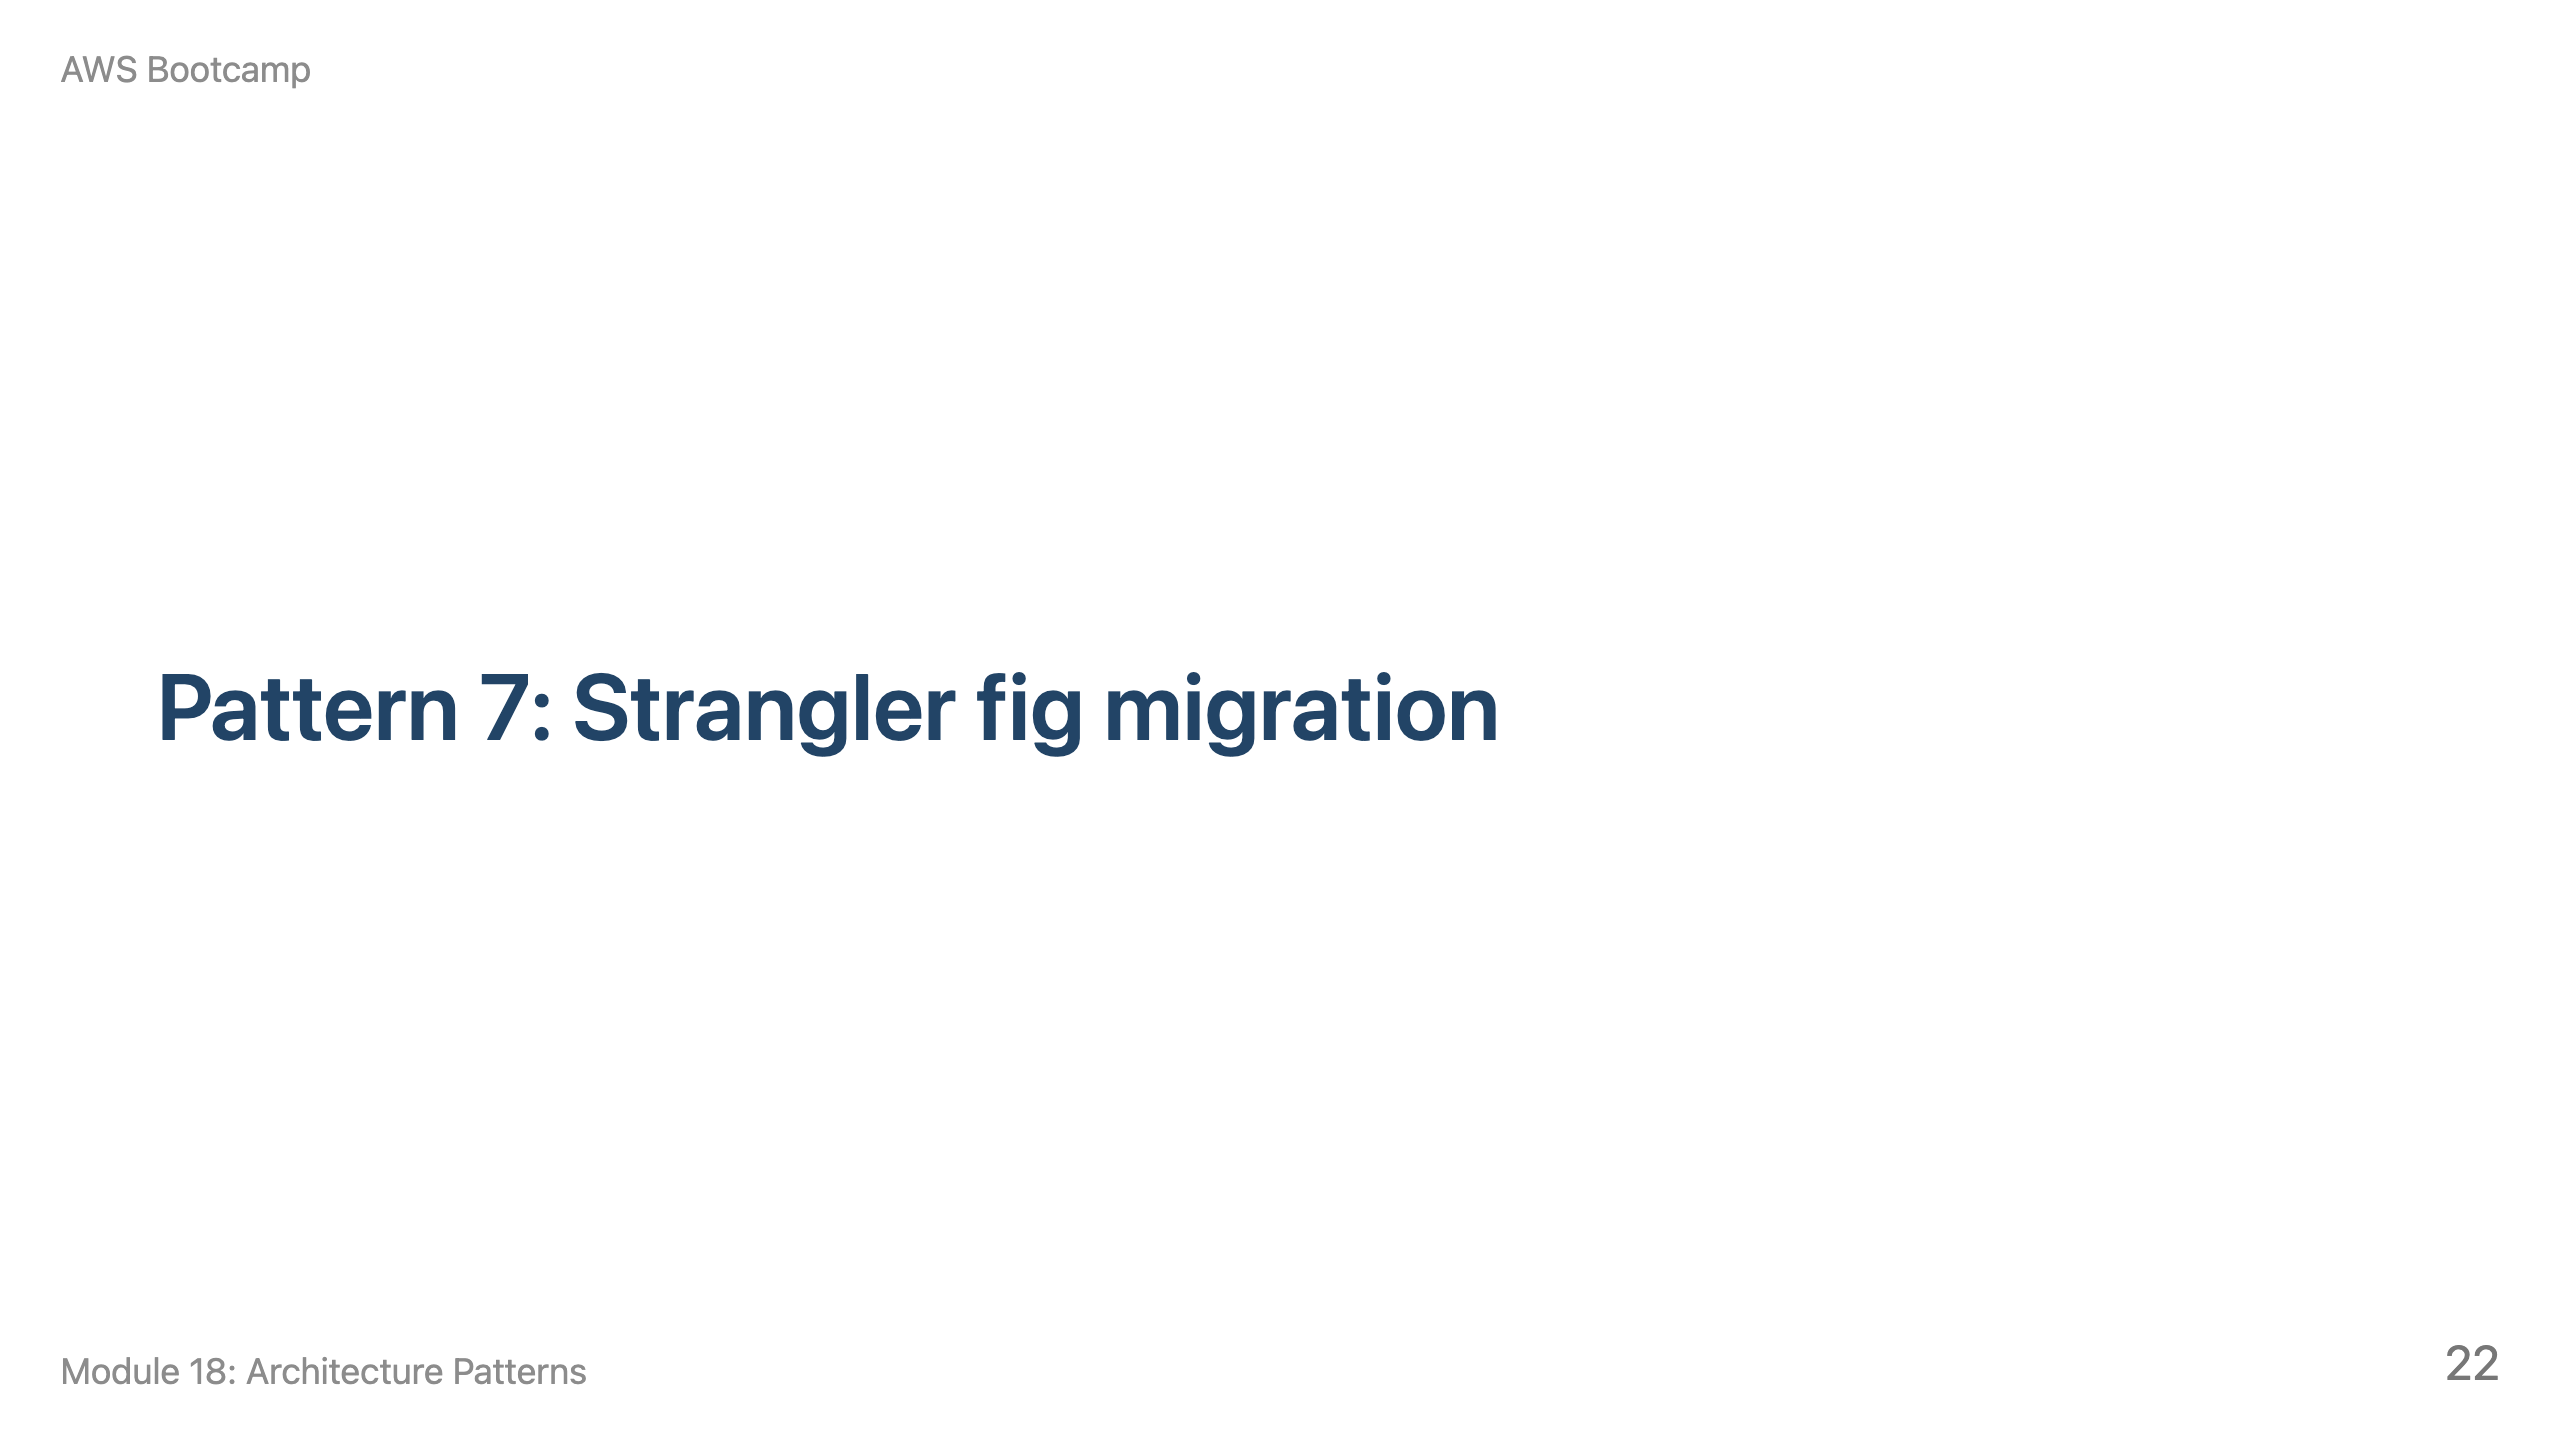 AWS Bootcamp
Pattern 7: Strangler fig migration
Module 18: Architecture Patterns
22